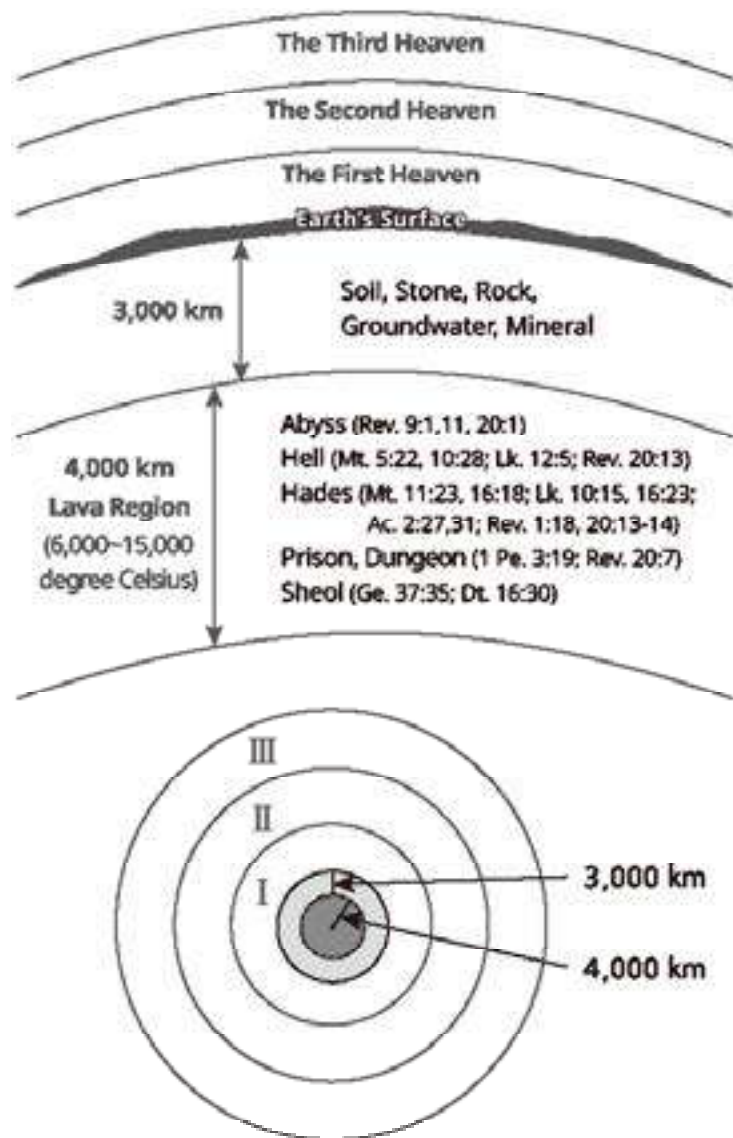 The Third Heaven
The Second Heaven
The First Heaven
Earth's Surface
3,000 km
Soil, Stone, Rock,
Groundwater, Mineral
4,000 km
Lava Region
(6,000~15,000
degree Celsius)
Abyss (Rev. 9:1,11, 20:1)
Hell (Mt. 5:22, 10:28; Lk. 12:5; Rev. 20:13)
Hades (Mt. 11:23, 16:18; Lk. 10:15, 16:23;
Ac. 2:27,31; Rev. 1:18, 20:13-14)
Prison, Dungeon (1 Pe. 3:19; Rev. 20:7)
Sheol (Ge. 37:35; Dt. 16:30)
III
II
I
3,000 km
4,000 km